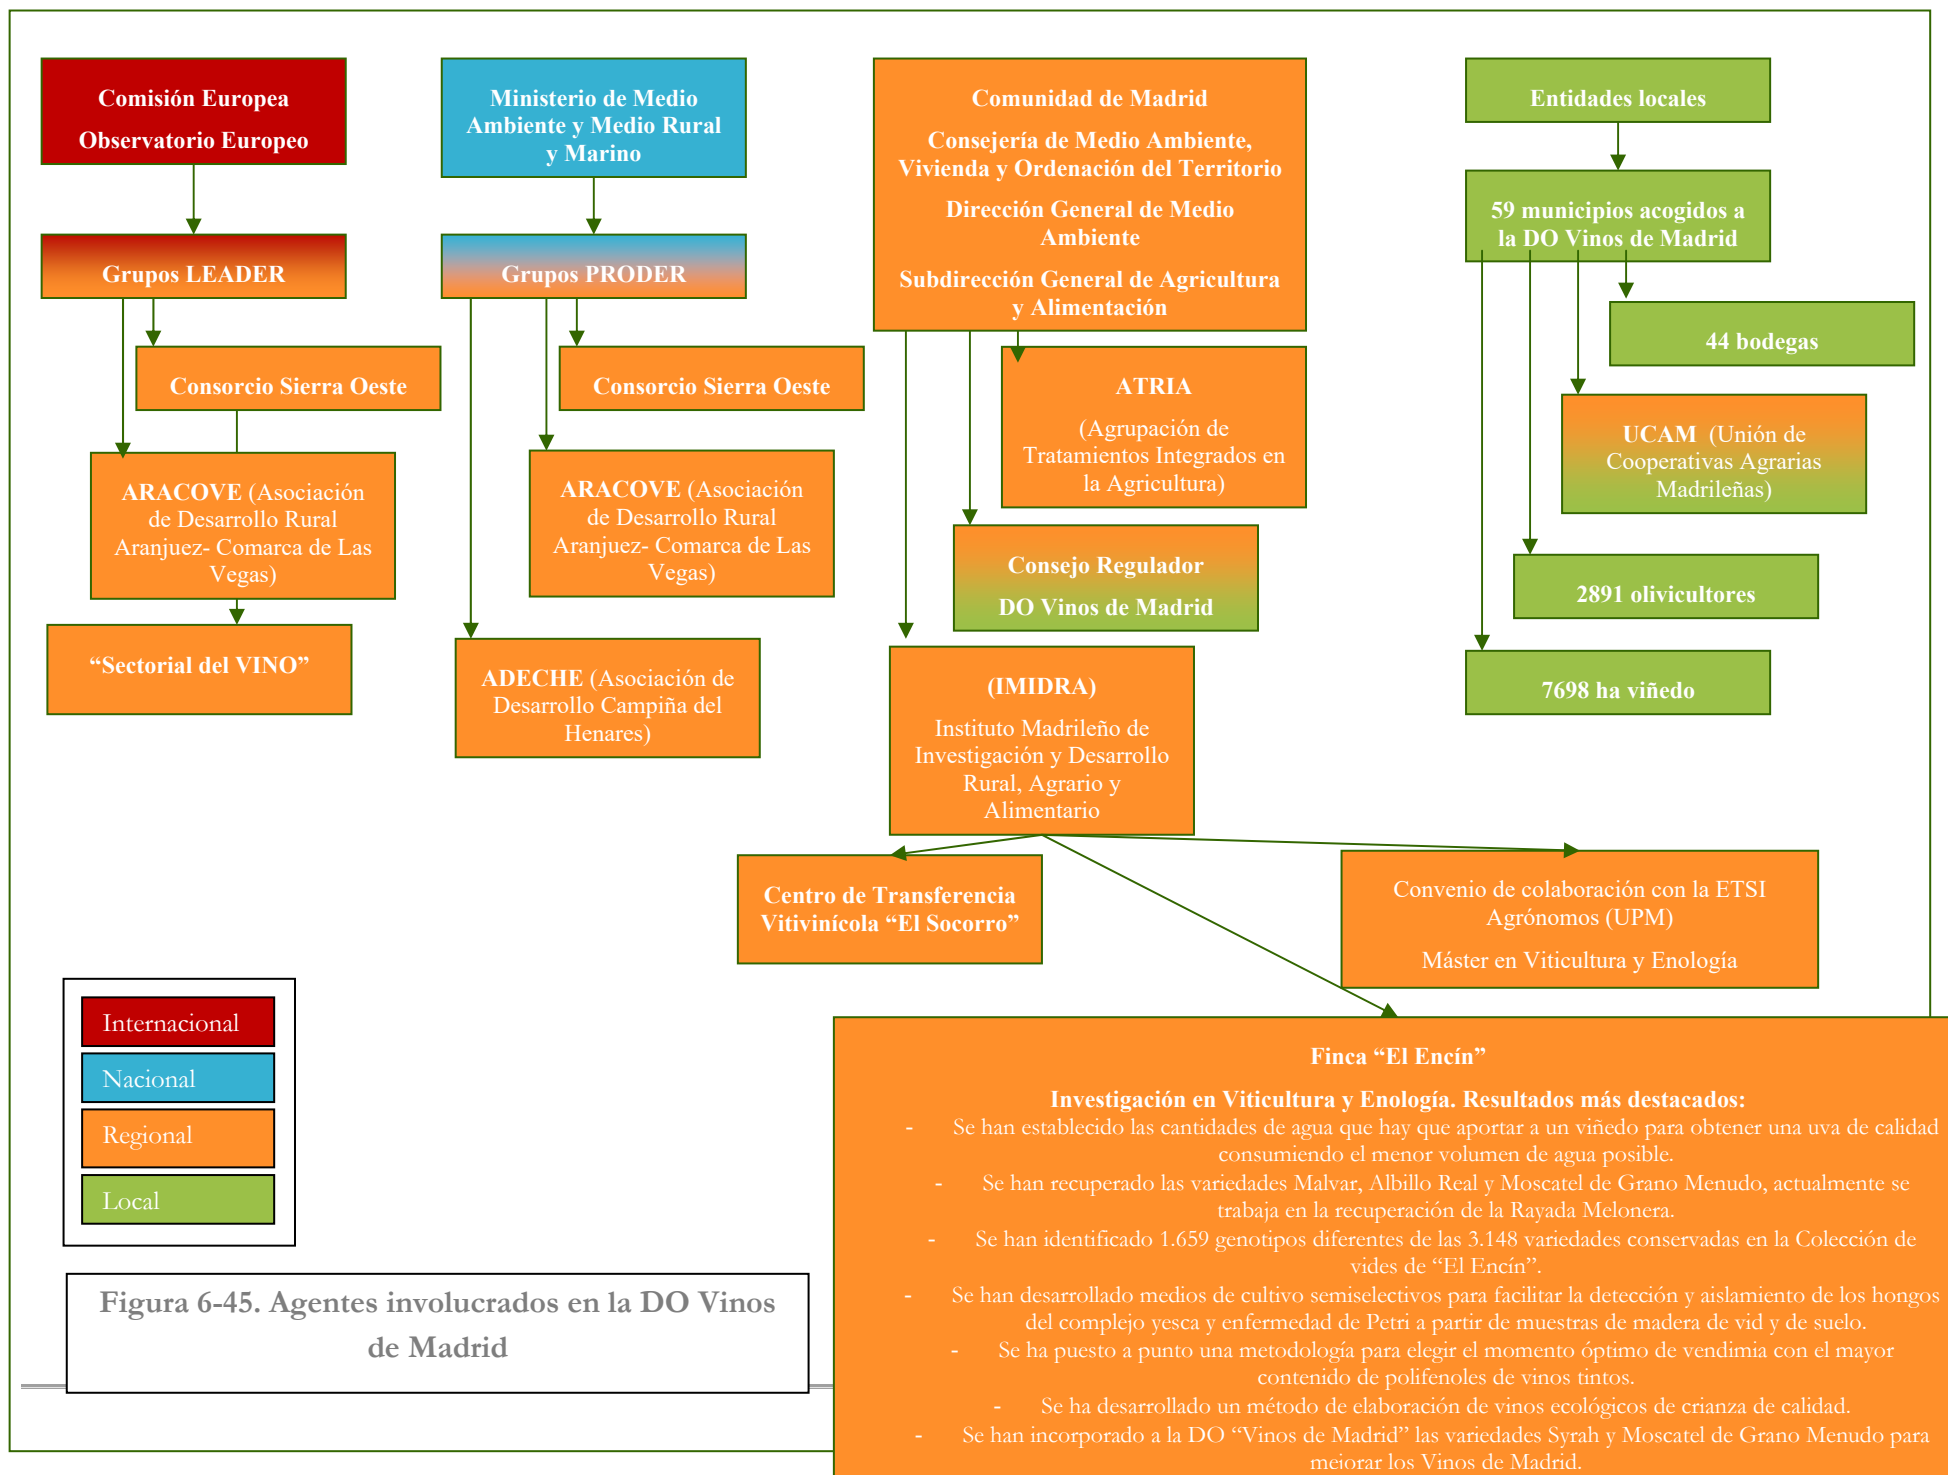 Comisión Europea
Observatorio Europeo
Grupos LEADER
Consorcio Sierra Oeste
ARACOVE (Asociación
de Desarrollo Rural
Aranjuez- Comarca de Las
Vegas)
“Sectorial del VINO”
Ministerio de Medio
Ambiente y Medio Rural
y Marino
Grupos PRODER
Consorcio Sierra Oeste
ARACOVE (Asociación
de Desarrollo Rural
Aranjuez- Comarca de Las
Vegas)
ADECHE (Asociación de
Desarrollo Campiña del
Henares)
Comunidad de Madrid
Consejería de Medio Ambiente,
Vivienda y Ordenación del Territorio
Dirección General de Medio
Ambiente
Subdirección General de Agricultura
y Alimentación
ATRIA
(Agrupación de
Tratamientos Integrados en
la Agricultura)
Consejo Regulador
DO Vinos de Madrid
(IMIDRA)
Instituto Madrileño de
Investigación y Desarrollo
Rural, Agrario y
Alimentario
Entidades locales
59 municipios acogidos a
la DO Vinos de Madrid
44 bodegas
UCAM (Unión de
Cooperativas Agrarias
Madrileñas)
2891 olivicultores
7698 ha viñedo
Centro de Transferencia
Vitivinícola “El Socorro”
Convenio de colaboración con la ETSI
Agrónomos (UPM)
Máster en Viticultura y Enología
Finca “El Encín”
Investigación en Viticultura y Enología. Resultados más destacados:
- Se han establecido las cantidades de agua que hay que aportar a un viñedo para obtener una uva de calidad
consumiendo el menor volumen de agua posible.
- Se han recuperado las variedades Malvar, Albillo Real y Moscatel de Grano Menudo, actualmente se
trabaja en la recuperación de la Rayada Melonera.
- Se han identificado 1.659 genotipos diferentes de las 3.148 variedades conservadas en la Colección de
vides de “El Encín”.
- Se han desarrollado medios de cultivo semiselectivos para facilitar la detección y aislamiento de los hongos
del complejo yesca y enfermedad de Petri a partir de muestras de madera de vid y de suelo.
- Se ha puesto a punto una metodología para elegir el momento óptimo de vendimia con el mayor
contenido de polifenoles de vinos tintos.
- Se ha desarrollado un método de elaboración de vinos ecológicos de crianza de calidad.
- Se han incorporado a la DO “Vinos de Madrid” las variedades Syrah y Moscatel de Grano Menudo para
mejorar los Vinos de Madrid.
Internacional
Nacional
Regional
Local
Figura 6-45. Agentes involucrados en la DO Vinos
de Madrid